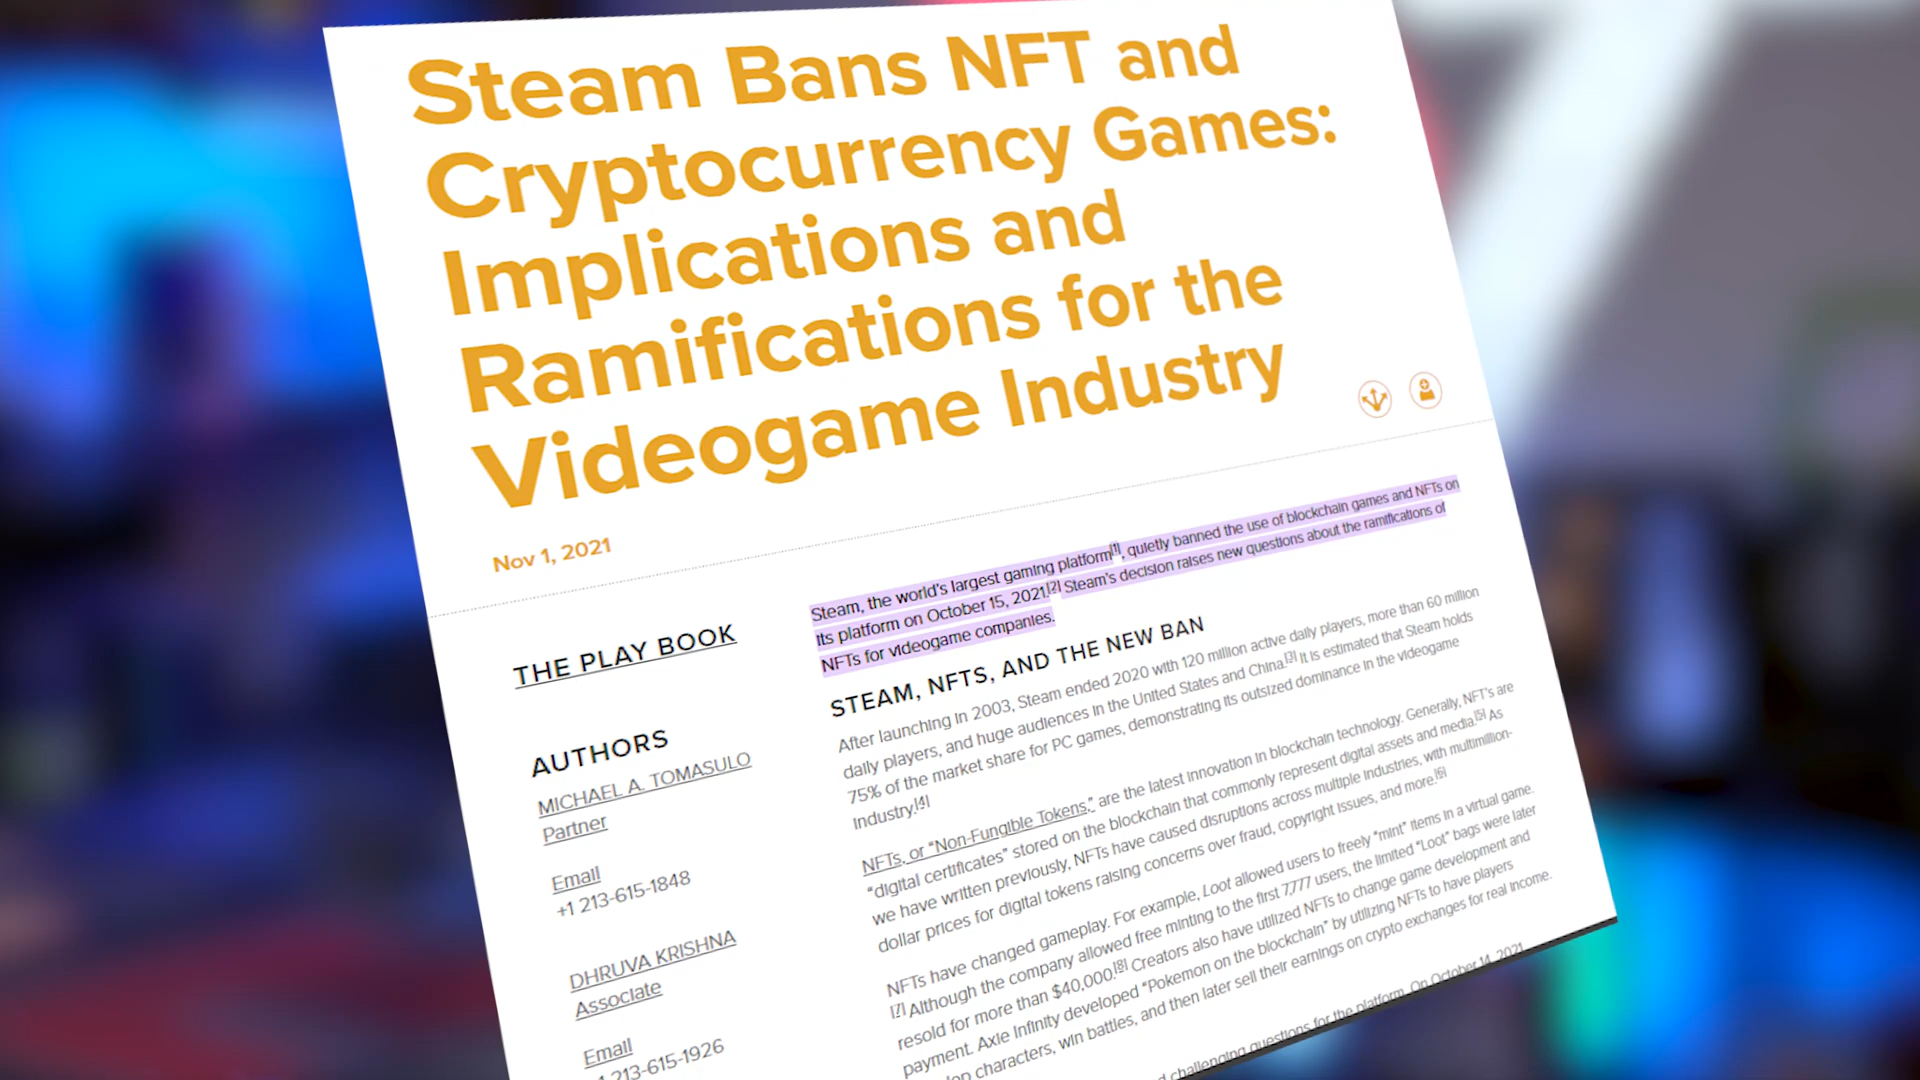 Steam Bans NFT and
Cryptocurrency Games:
Implications and
Ramifications for the
Videogame Industry
Nov 1, 2021
THE PLAY BOOK
AUTHORS
MICHAEL A. TOMASULO
Partner
Email
+1 213-615-1848
DHRUVA KRISHNA
Associate
Email
213-615-1926
Steam, the world's largest gaming platform[1], quietly banned the use of blockchain games and NFTs on
its platform on October 15, 2021.[2] Steam's decision raises new questions about the ramifications of
NFTs for videogame companies.
STEAM, NFTS, AND THE NEW BAN
After launching in 2003, Steam ended 2020 with 120 million active daily players, more than 60 million
daily players, and huge audiences in the United States and China.[3] It is estimated that Steam holds
75% of the market share for PC games, demonstrating its outsized dominance in the videogame
industry.[4]
NFTs, or “Non-Fungible Tokens,” are the latest innovation in blockchain technology. Generally, NFT's are
“digital certificates” stored on the blockchain that commonly represent digital assets and media.[5] As
we have written previously, NFTs have caused disruptions across multiple industries, with multimillion-
dollar prices for digital tokens raising concerns over fraud, copyright issues, and more.[6]
NFTs have changed gameplay. For example, Loot allowed users to freely “mint” items in a virtual game.
[7] Although the company allowed free minting to the first 7,777 users, the limited “Loot” bags were later
resold for more than $40,000.[8] Creators also have utilized NFTs to change game development and
payment. Axie Infinity developed “Pokemon on the blockchain” by utilizing NFTs to have players
characters, win battles, and then later sell their earnings on crypto exchanges for real income.
challenging questions for the platform. On October 14, 2021